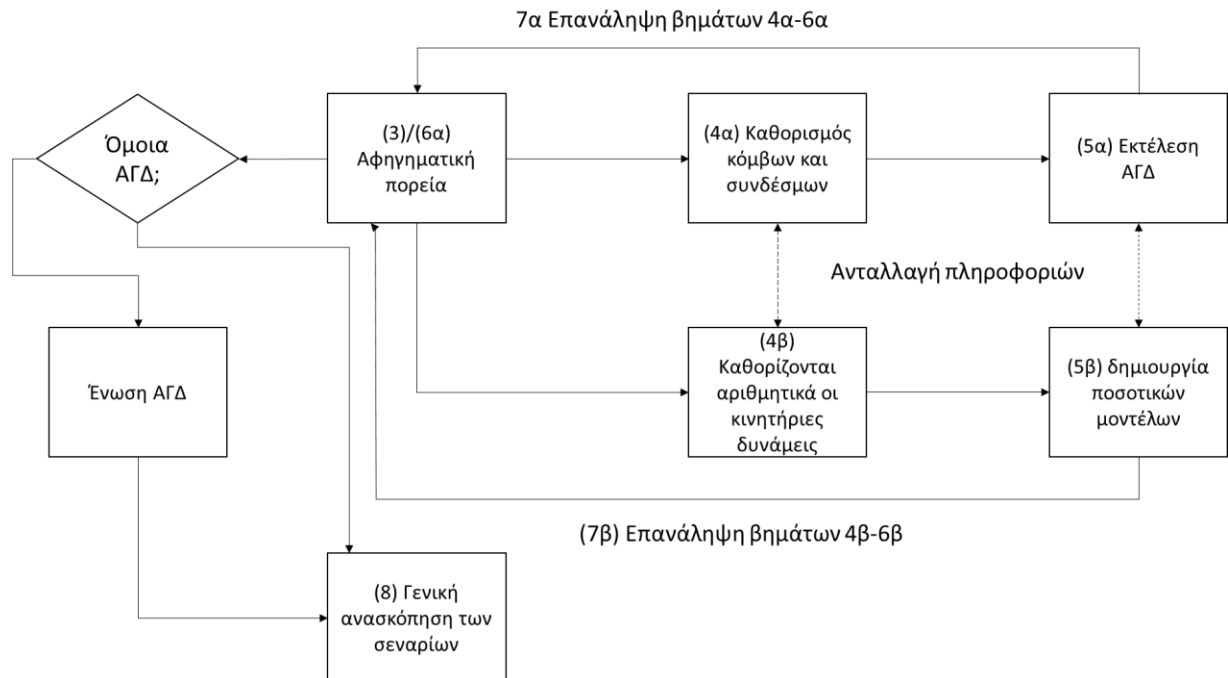 7α Επανάληψη βημάτων 4α-6α
Όμοια
ΑΓΔ;
(3)/(6α)
Αφηγηματική
πορεία
(4α) Καθορισμός
κόμβων και
συνδέσμων
(5α) Εκτέλεση
ΑΓΔ
Ανταλλαγή πληροφοριών
Ένωση ΑΓΔ
(4β)
Καθορίζονται
αριθμητικά οι
κινητήριες
δυνάμεις
(5β) δημιουργία
ποσοτικών
μοντέλων
(7β) Επανάληψη βημάτων 4β-6β
(8) Γενική
ανασκόπηση των
σεναρίων